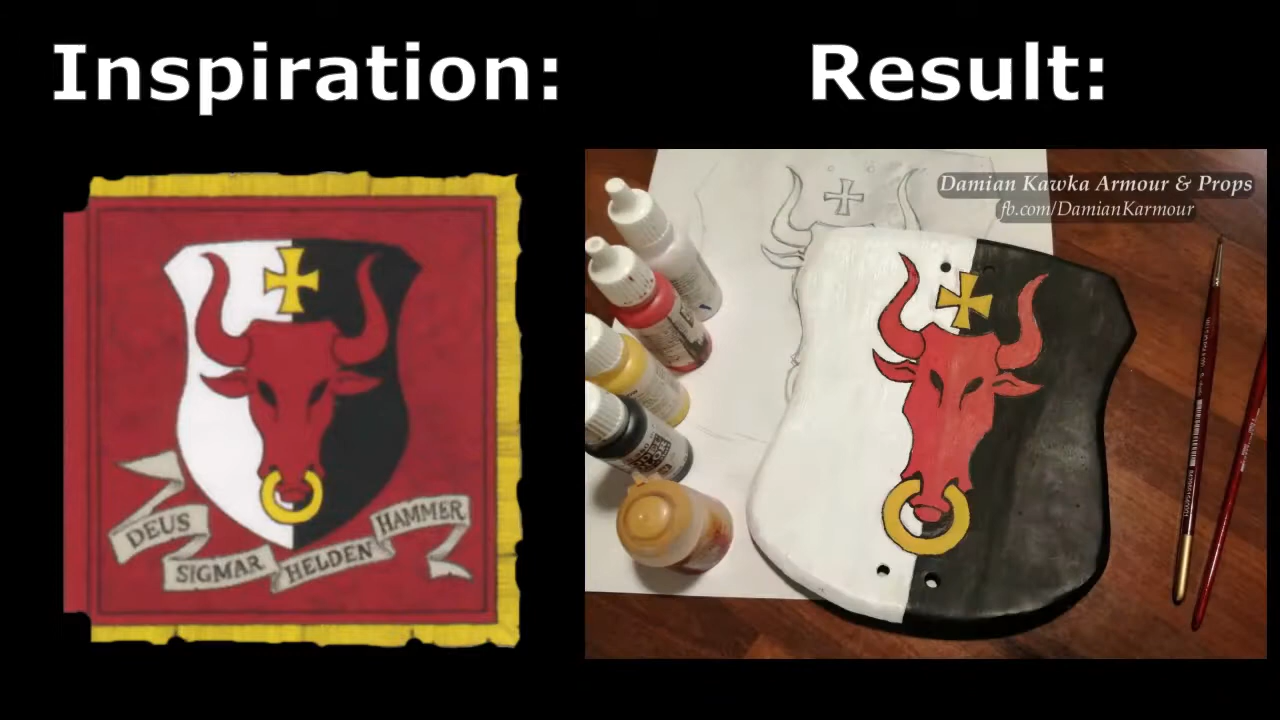 Inspiration:
Result:
Damian Kawka Armour & Props
fb.com/DamianKarmour
DEUS
SIGMAR
HELDEN
HAMMER